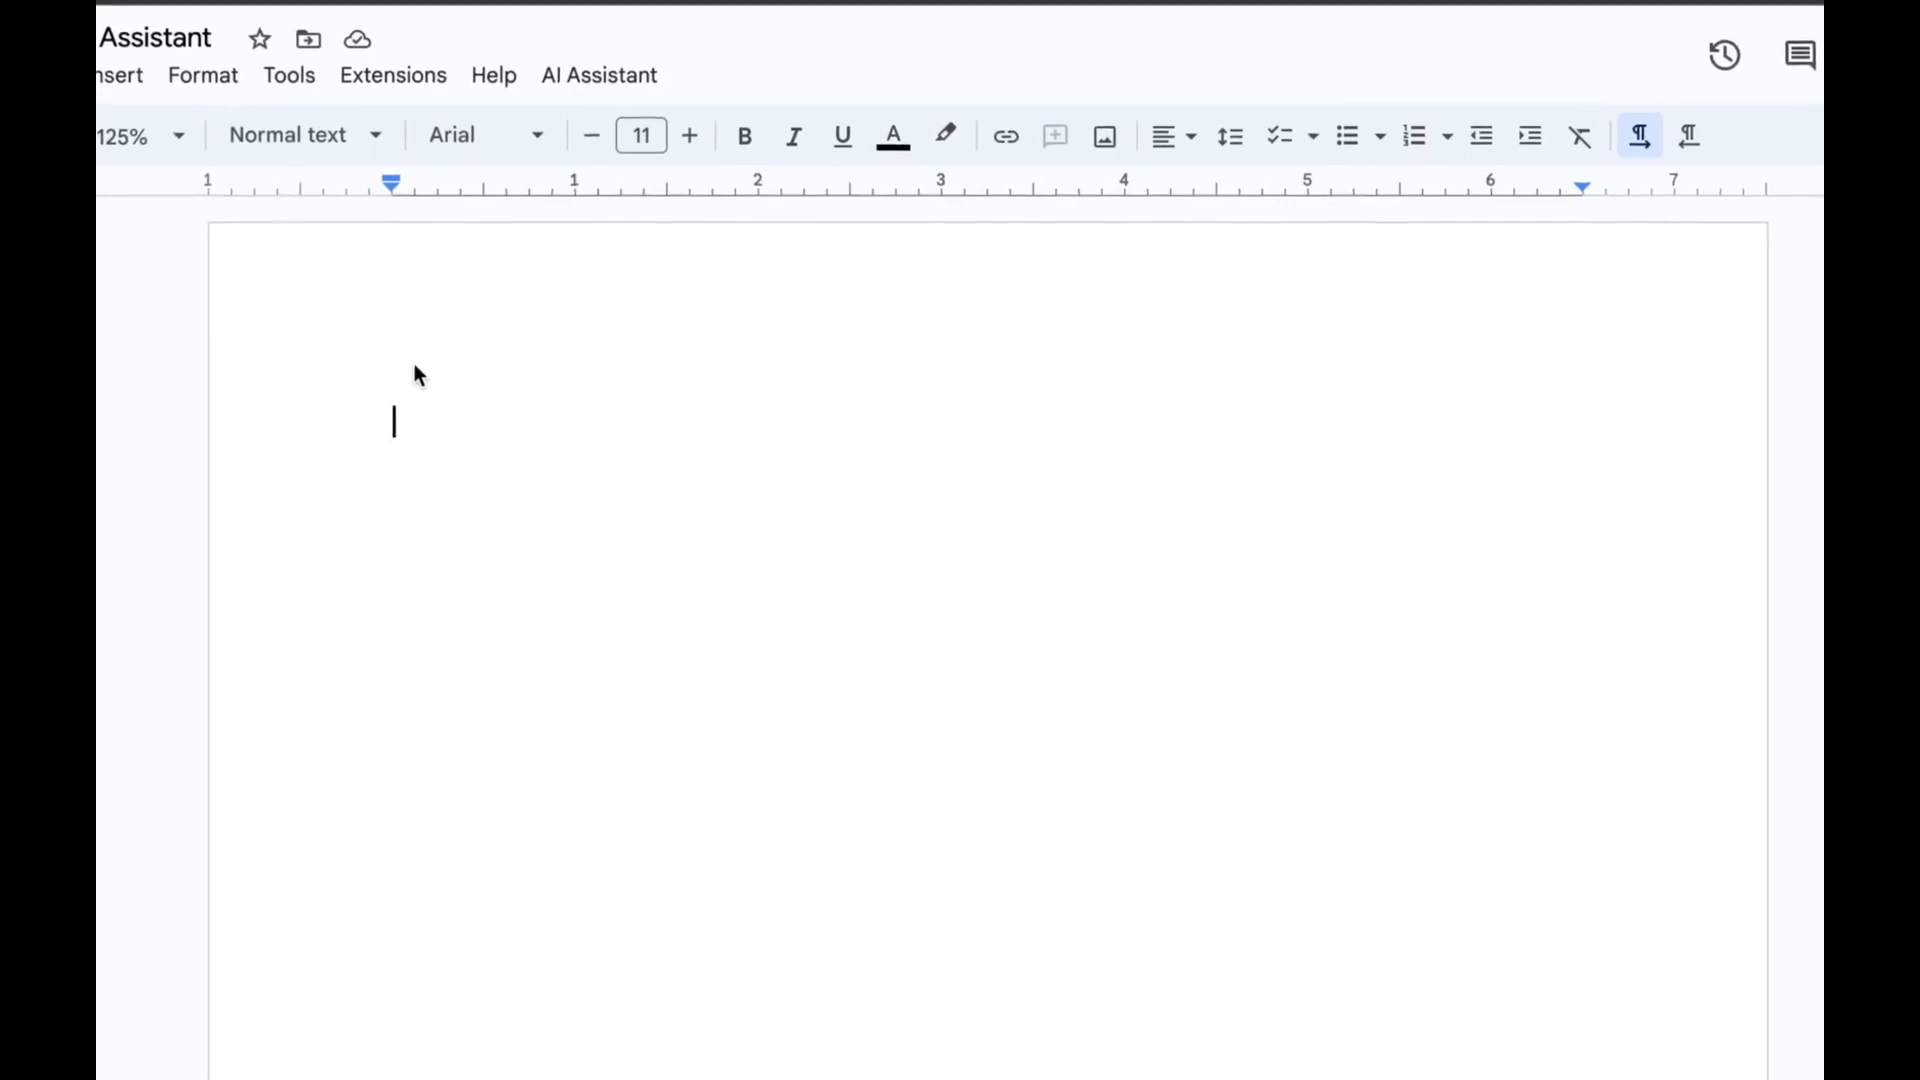 Assistant
nsert Format Tools Extensions Help AI Assistant
125% Normal text Arial 11 B I U A
1 1 2 3 4 5 6 7